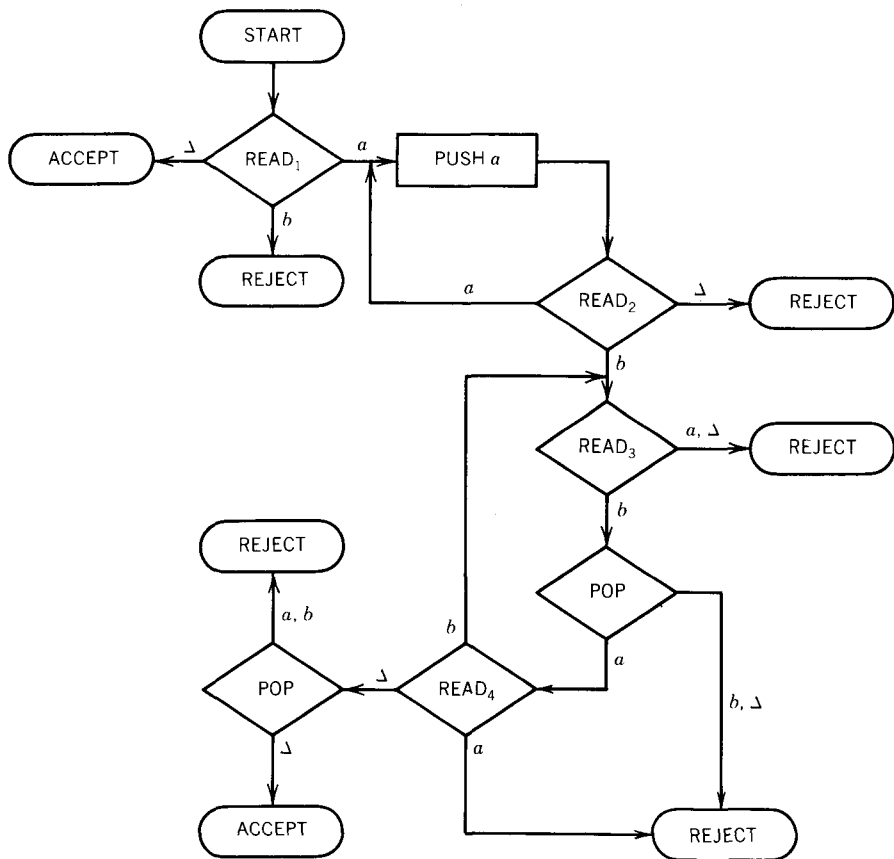 START
ACCEPT
Δ
READ₁
a
PUSH a
b
REJECT
a
READ₂
Δ
REJECT
b
READ₃
a, Δ
REJECT
b
REJECT
POP
a, b
b
a
POP
Δ
READ₄
b, Δ
Δ
a
ACCEPT
REJECT